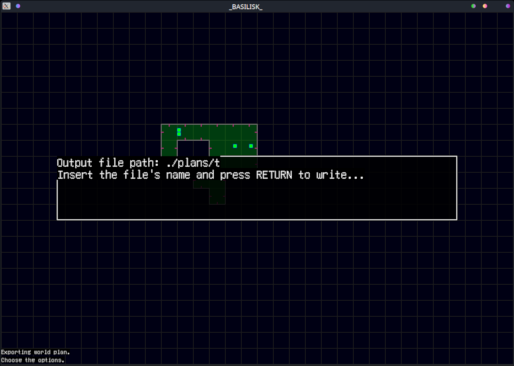 _BASILISK_
Output file path: ./plans/t
Insert the file's name and press RETURN to write...
Exporting world plan.
Choose the options.